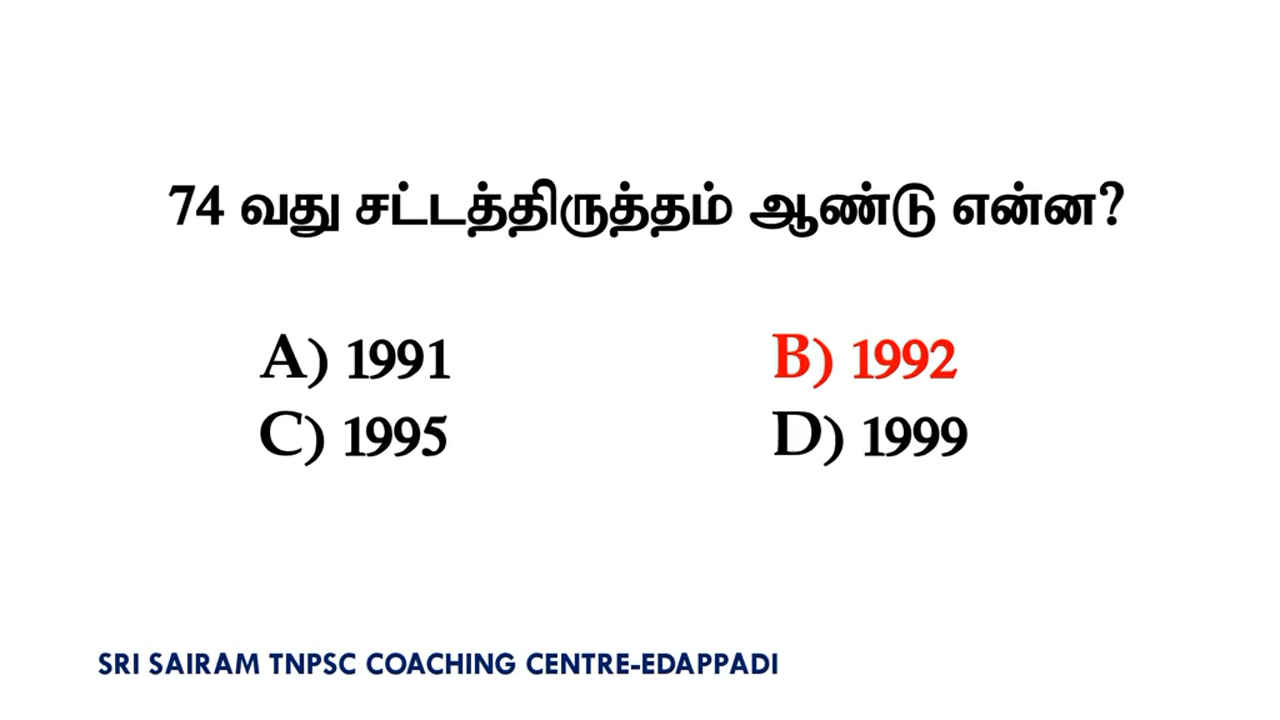 74 வது சட்டத்திருத்தம் ஆண்டு என்ன?
A) 1991 B) 1992
C) 1995 D) 1999
SRI SAIRAM TNPSC COACHING CENTRE-EDAPPADI